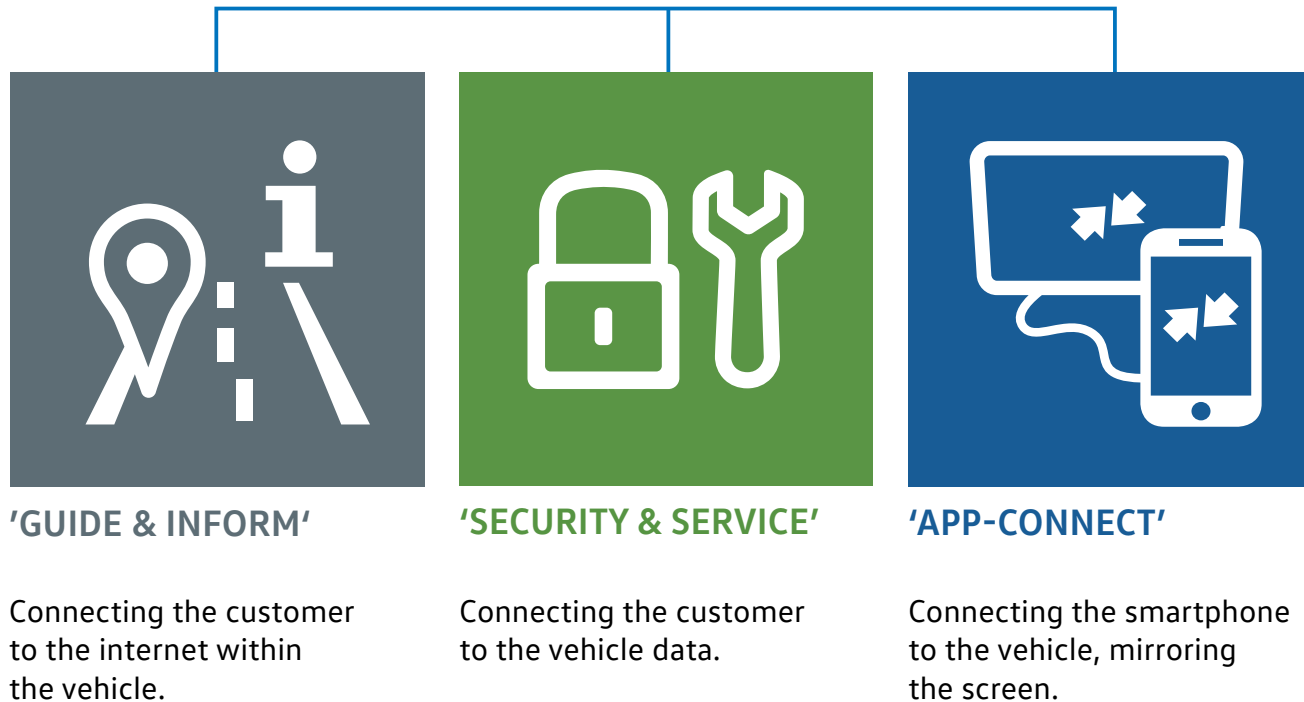 ’GUIDE & INFORM‘
Connecting the customer
to the internet within
the vehicle.
‘SECURITY & SERVICE’
Connecting the customer
to the vehicle data.
‘APP-CONNECT’
Connecting the smartphone
to the vehicle, mirroring
the screen.